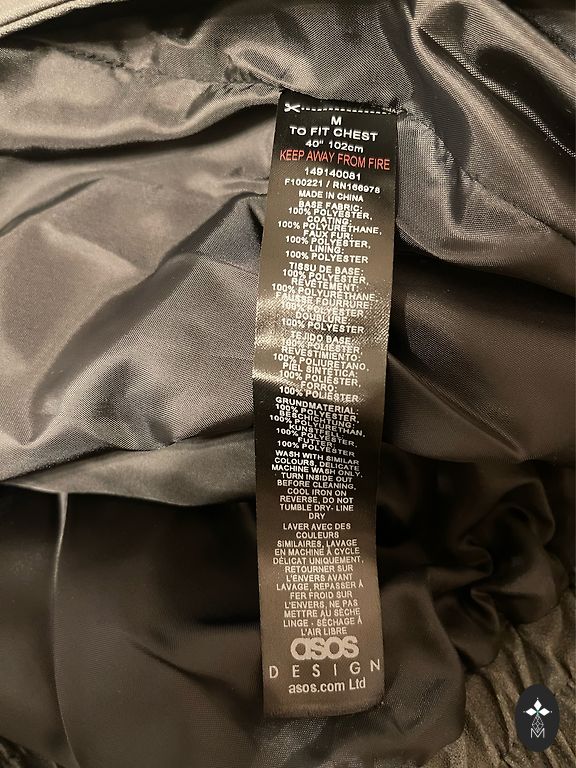 M
TO FIT CHEST
40" 102cm
KEEP AWAY FROM FIRE
149140081
F100221 / RN166978
MADE IN CHINA
BASE FABRIC:
100% POLYESTER,
COATING:
100% POLYURETHANE,
FAUX FUR:
100% POLYESTER,
LINING:
100% POLYESTER
TISSU DE BASE:
100% POLYESTER,
REVÊTEMENT:
100% POLYURETHANE,
FAUSSE FOURRURE:
100% POLYESTER,
DOUBLURE:
100% POLYESTER
TEJIDO BASE:
100% POLIÉSTER,
REVESTIMIENTO:
100% POLIURETANO,
PIEL SINTÉTICA:
100% POLIÉSTER,
FORRO:
100% POLIÉSTER
GRUNDMATERIAL:
100% POLYESTER,
BESCHICHTUNG:
100% POLYURETHAN,
KUNSTFELL:
100% POLYESTER,
FUTTER:
100% POLYESTER
WASH WITH SIMILAR
COLOURS, DELICATE
MACHINE WASH ONLY,
TURN INSIDE OUT
BEFORE CLEANING,
COOL IRON ON
REVERSE, DO NOT
TUMBLE DRY- LINE
DRY
LAVER AVEC DES
COULEURS
SIMILAIRES, LAVAGE
EN MACHINE À CYCLE
DÉLICAT UNIQUEMENT,
RETOURNER SUR
L'ENVERS AVANT
LAVAGE, REPASSER À
FER FROID SUR
L'ENVERS, NE PAS
METTRE AU SÈCHE
LINGE - SÉCHAGE À
L'AIR LIBRE
asos
DESIGN
asos.com Ltd
M